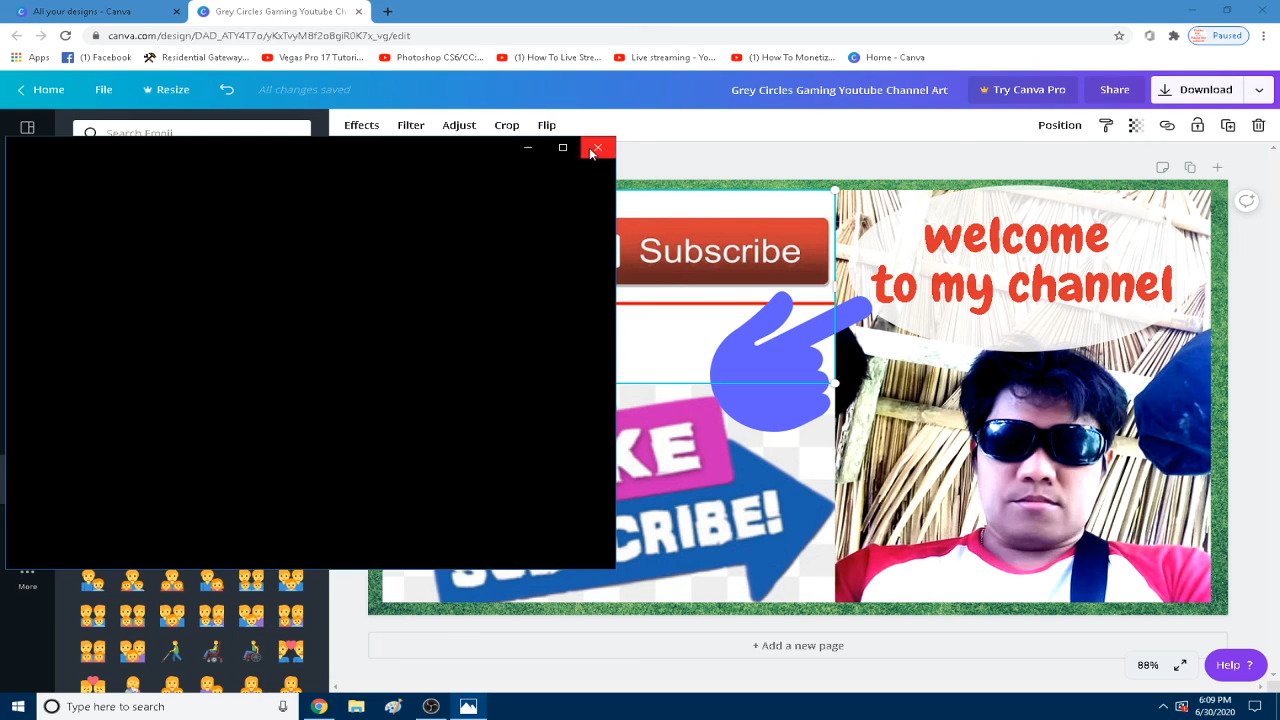 All your designs - Canva
Grey Circles Gaming Youtube Ch
canva.com/design/DAD_ATY4T7o/yKxTvyM8f2o8giR0K7x_vg/edit
Paused
Apps
(1) Facebook
Residential Gateway...
Vegas Pro 17 Tutori...
Photoshop CS6/CC:...
(1) How To Live Stre...
Live streaming - Yo...
(1) How To Monetiz...
Home - Canva
Home
File
Resize
All changes saved
Grey Circles Gaming Youtube Channel Art
Try Canva Pro
Share
Download
Search Emoji
Effects
Filter
Adjust
Crop
Flip
Position
Subscribe
welcome
to my channel
KE
SUBSCRIBE!
More
+ Add a new page
88%
Help ?
Type here to search
6:09 PM
6/30/2020